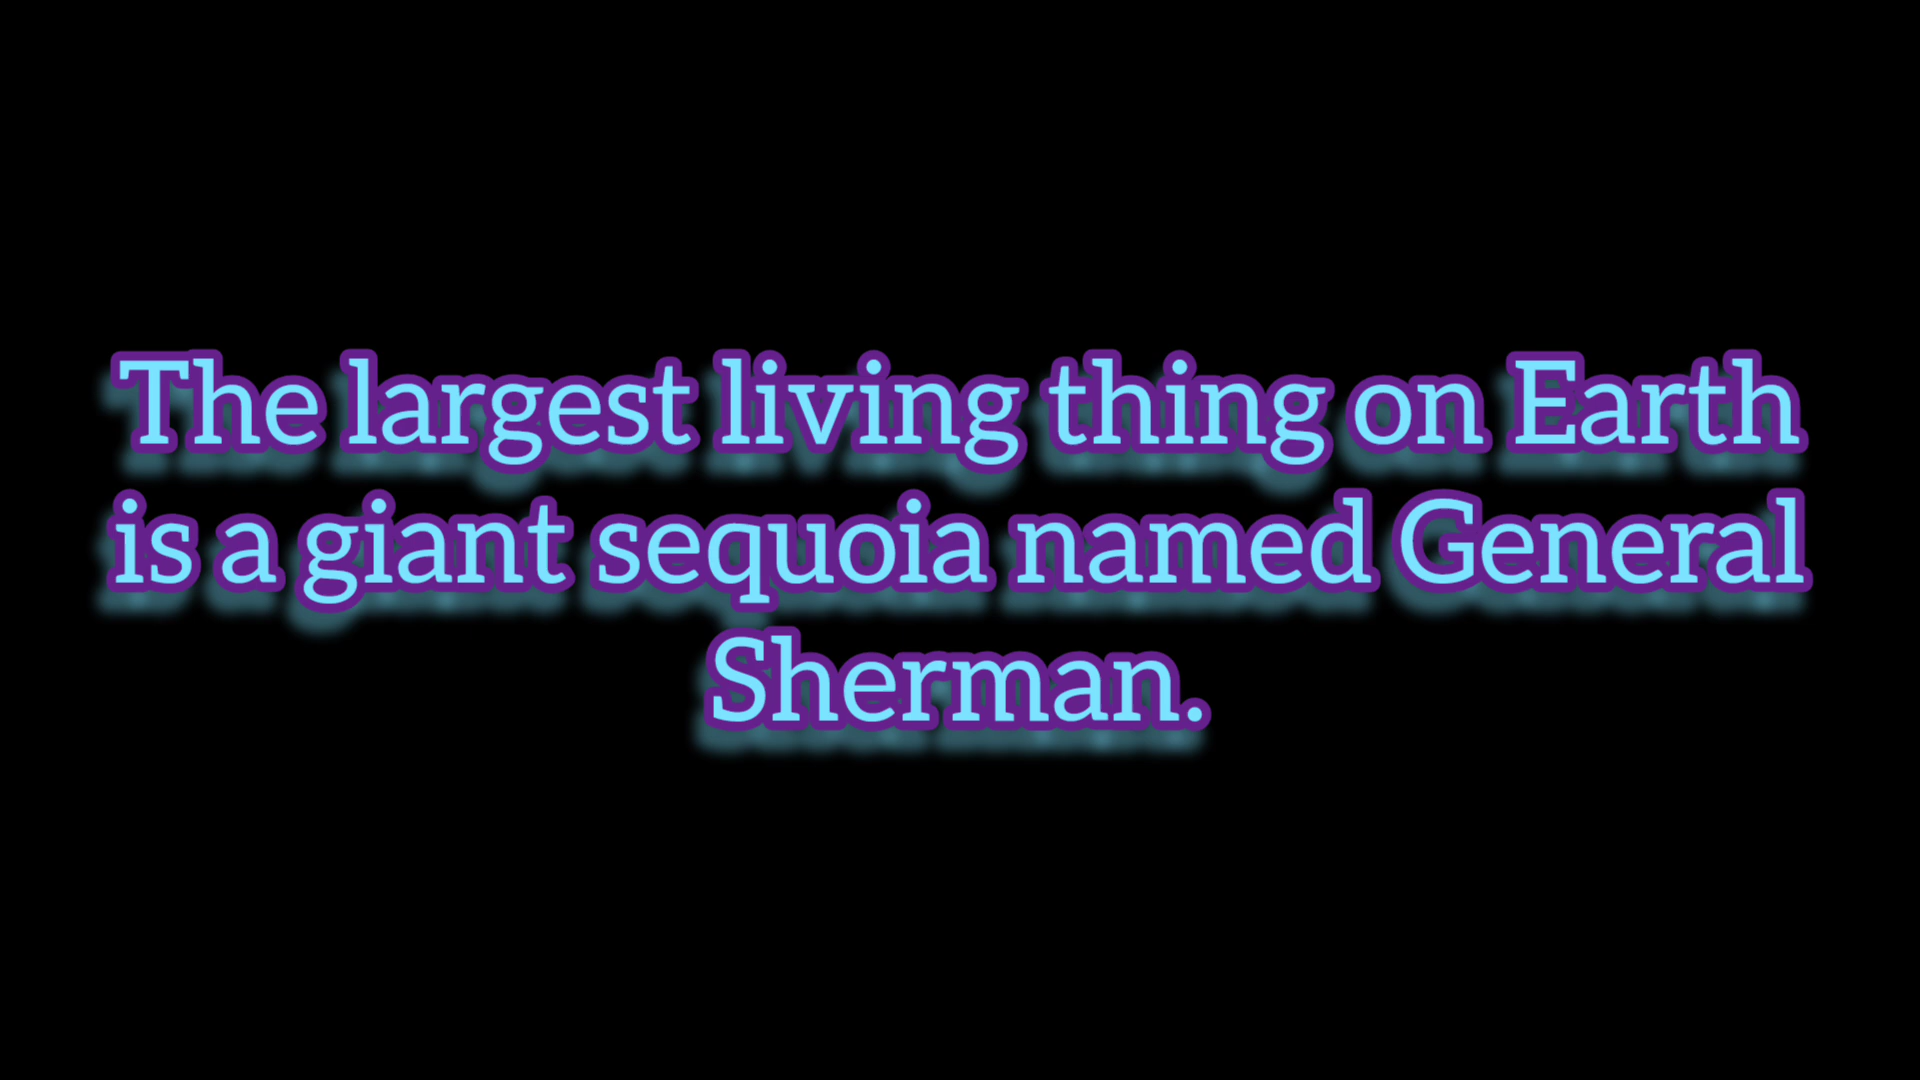 The largest living thing on Earth
is a giant sequoia named General
Sherman.